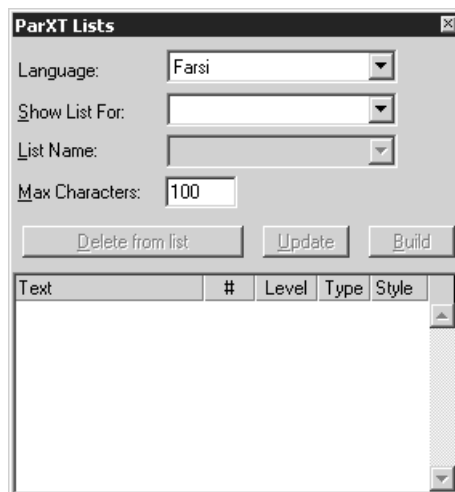 ParXT Lists
Language: Farsi
Show List For:
List Name:
Max Characters: 100
Delete from list Update Build
Text # Level Type Style